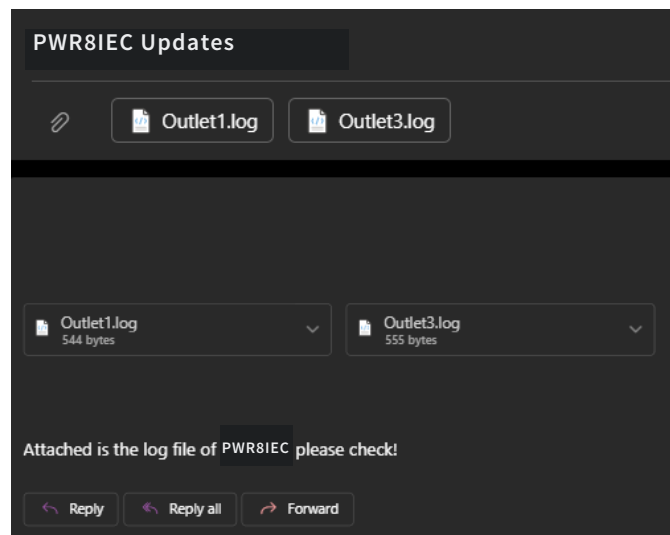 PWR8IEC Updates
Outlet1.log Outlet3.log
Outlet1.log Outlet3.log
544 bytes 555 bytes
Attached is the log file of PWR8IEC please check!
Reply Reply all Forward